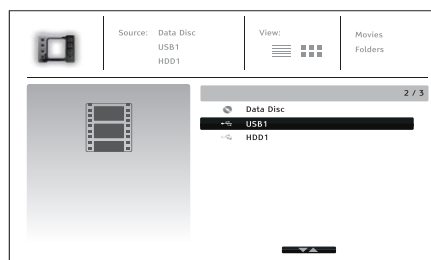 Source: Data Disc
USB1
HDD1
View:
Movies
Folders
2 / 3
Data Disc
USB1
HDD1